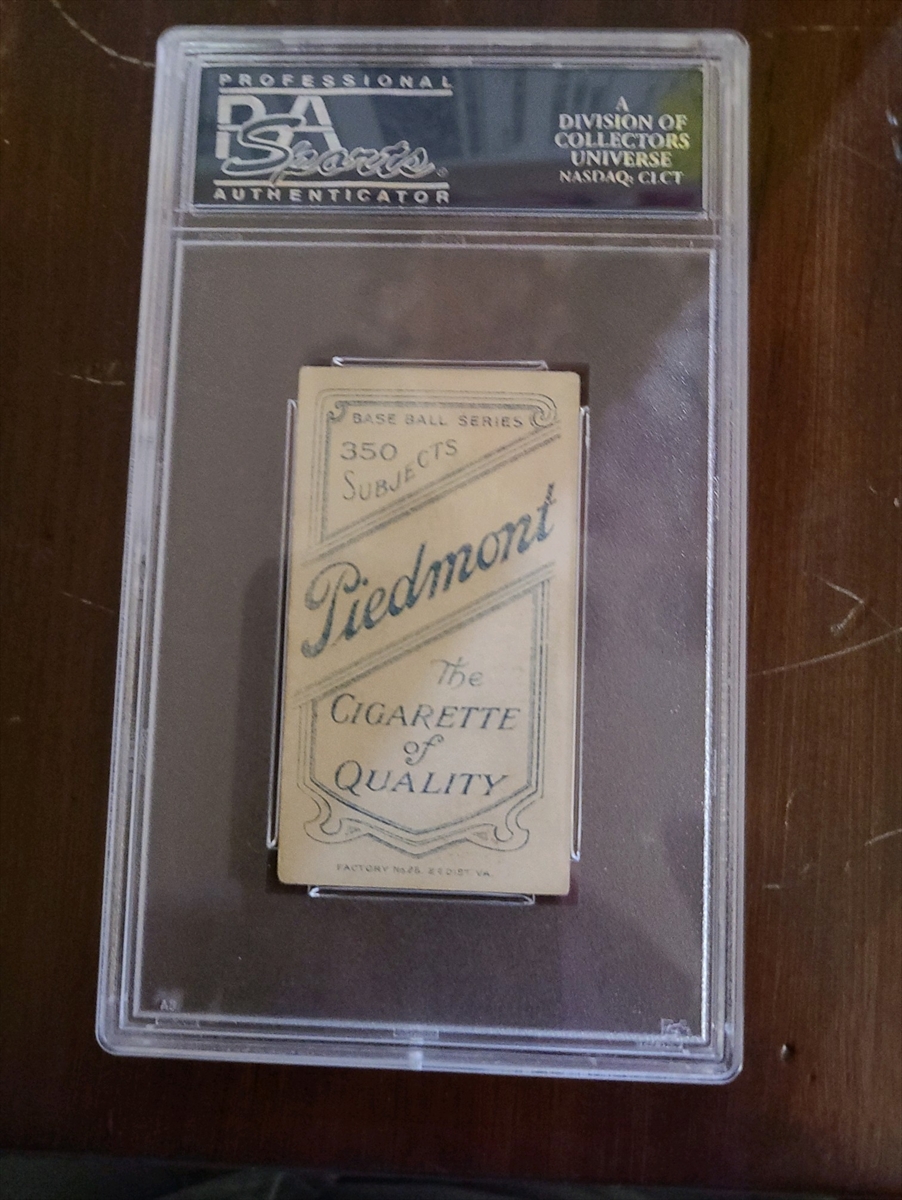 PROFESSIONAL
PSA
Sports®
AUTHENTICATOR
A
DIVISION OF
COLLECTORS
UNIVERSE
NASDAQ: CLCT
BASE BALL SERIES
350
SUBJECTS
Piedmont
The
CIGARETTE
of
QUALITY
FACTORY No 25. 2nd DIST. VA.